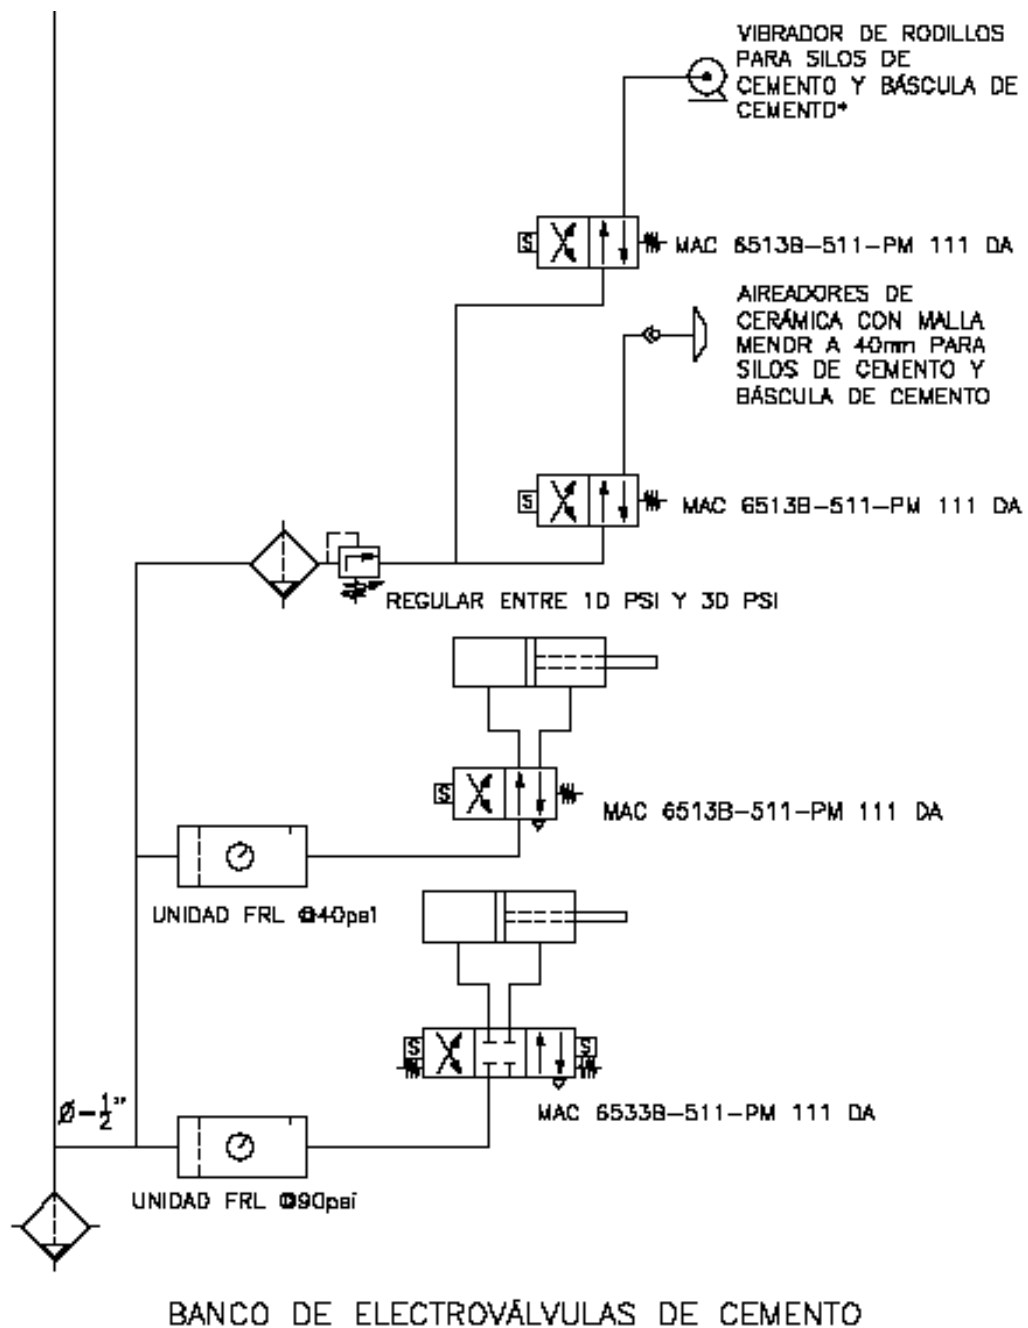 VIBRADOR DE RODILLOS
PARA SILOS DE
CEMENTO Y BÁSCULA DE
CEMENTO*
S
MAC 6513B-511-PM 111 DA
AIREADORES DE
CERÁMICA CON MALLA
MENOR A 40mm PARA
SILOS DE CEMENTO Y
BÁSCULA DE CEMENTO
S
MAC 6513B-511-PM 111 DA
REGULAR ENTRE 10 PSI Y 30 PSI
S
MAC 6513B-511-PM 111 DA
UNIDAD FRL @40psi
S
S
MAC 6533B-511-PM 111 DA
Ø-1/2"
UNIDAD FRL @90psi
BANCO DE ELECTROVÁLVULAS DE CEMENTO